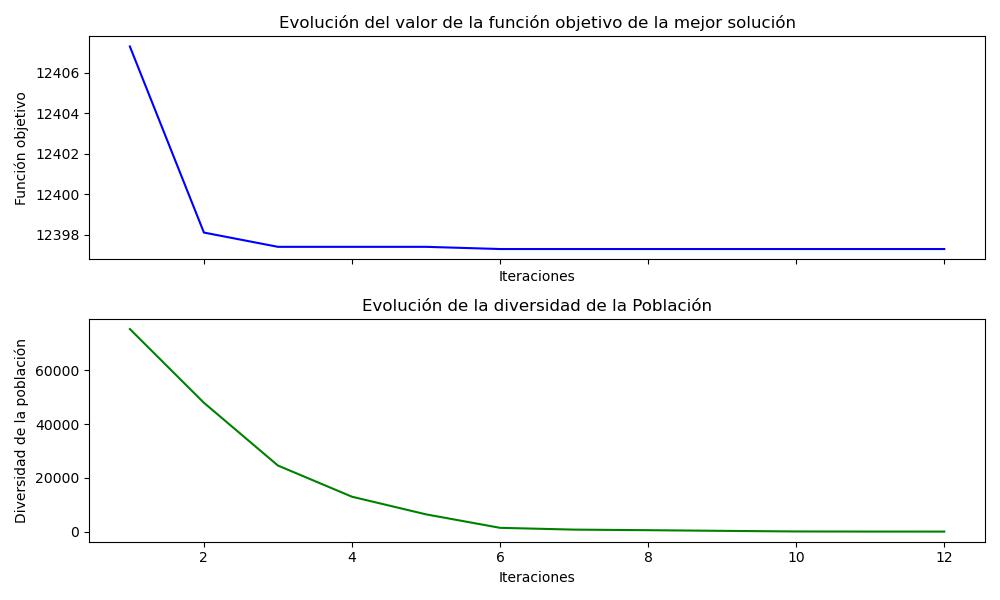 Evolución del valor de la función objetivo de la mejor solución
Función objetivo
12406
12404
12402
12400
12398
Iteraciones
Evolución de la diversidad de la Población
Diversidad de la población
60000
40000
20000
0
2 4 6 8 10 12
Iteraciones